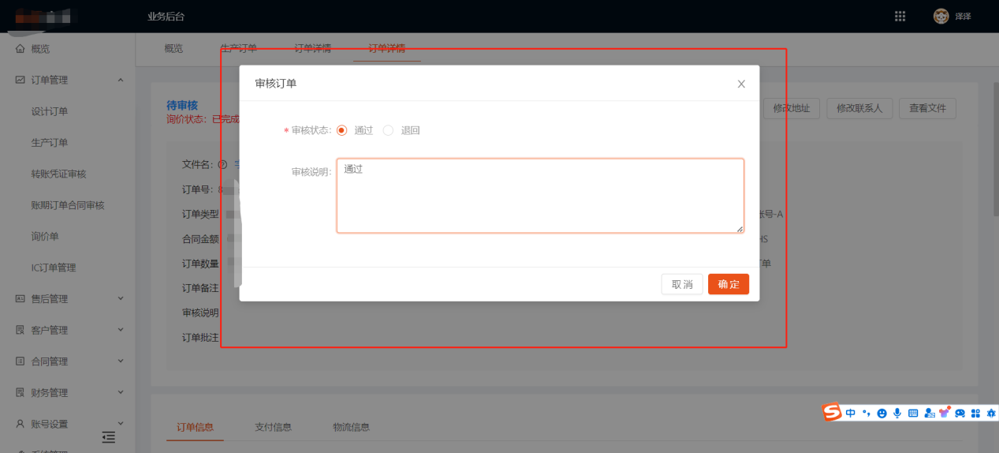 业务后台
泽泽
概览
生产订单
订单详情
订单详情
概览
订单管理
设计订单
生产订单
转账凭证审核
账期订单合同审核
询价单
IC订单管理
售后管理
客户管理
合同管理
财务管理
账号设置
系统管理
待审核
询价状态：已完成
修改地址
修改联系人
查看文件
文件名：
订单号：
订单类型
合同金额
订单数量
订单备注
审核说明
订单批注
账号-A
HS
单
审核订单
* 审核状态：
通过
退回
审核说明：
通过
取 消
确 定
订单信息
支付信息
物流信息
S中